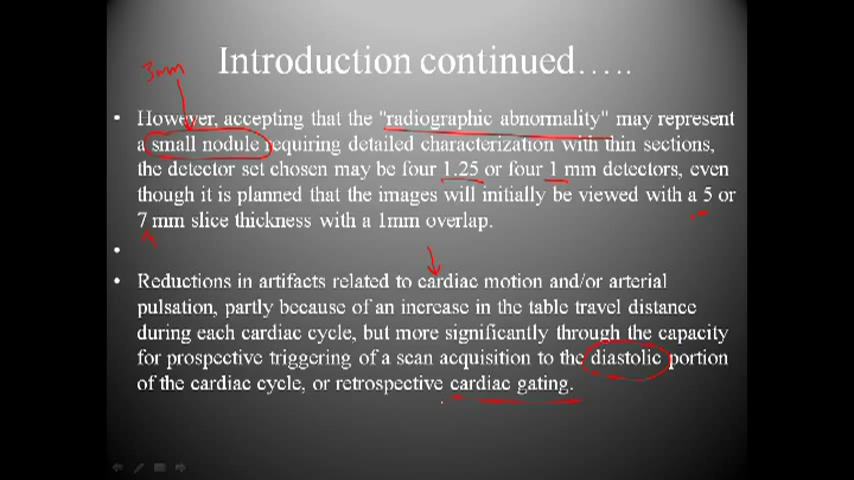 Introduction continued…..
3mm
• However, accepting that the "radiographic abnormality" may represent
a small nodule requiring detailed characterization with thin sections,
the detector set chosen may be four 1.25 or four 1 mm detectors, even
though it is planned that the images will initially be viewed with a 5 or
7 mm slice thickness with a 1mm overlap.
•
• Reductions in artifacts related to cardiac motion and/or arterial
pulsation, partly because of an increase in the table travel distance
during each cardiac cycle, but more significantly through the capacity
for prospective triggering of a scan acquisition to the diastolic portion
of the cardiac cycle, or retrospective cardiac gating.